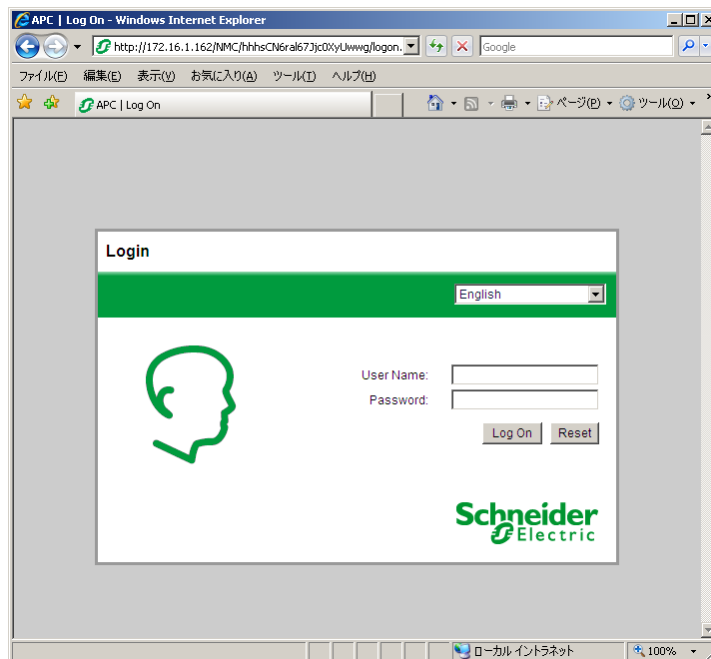 APC | Log On - Windows Internet Explorer
http://172.16.1.162/NMC/hhhsCN6ral67Jjc0XyUwwg/logon.
Google
ファイル(F) 編集(E) 表示(V) お気に入り(A) ツール(T) ヘルプ(H)
APC | Log On
ページ(P)
ツール(O)
Login
English
User Name:
Password:
Log On Reset
Schneider
Electric
ローカル イントラネット
100%